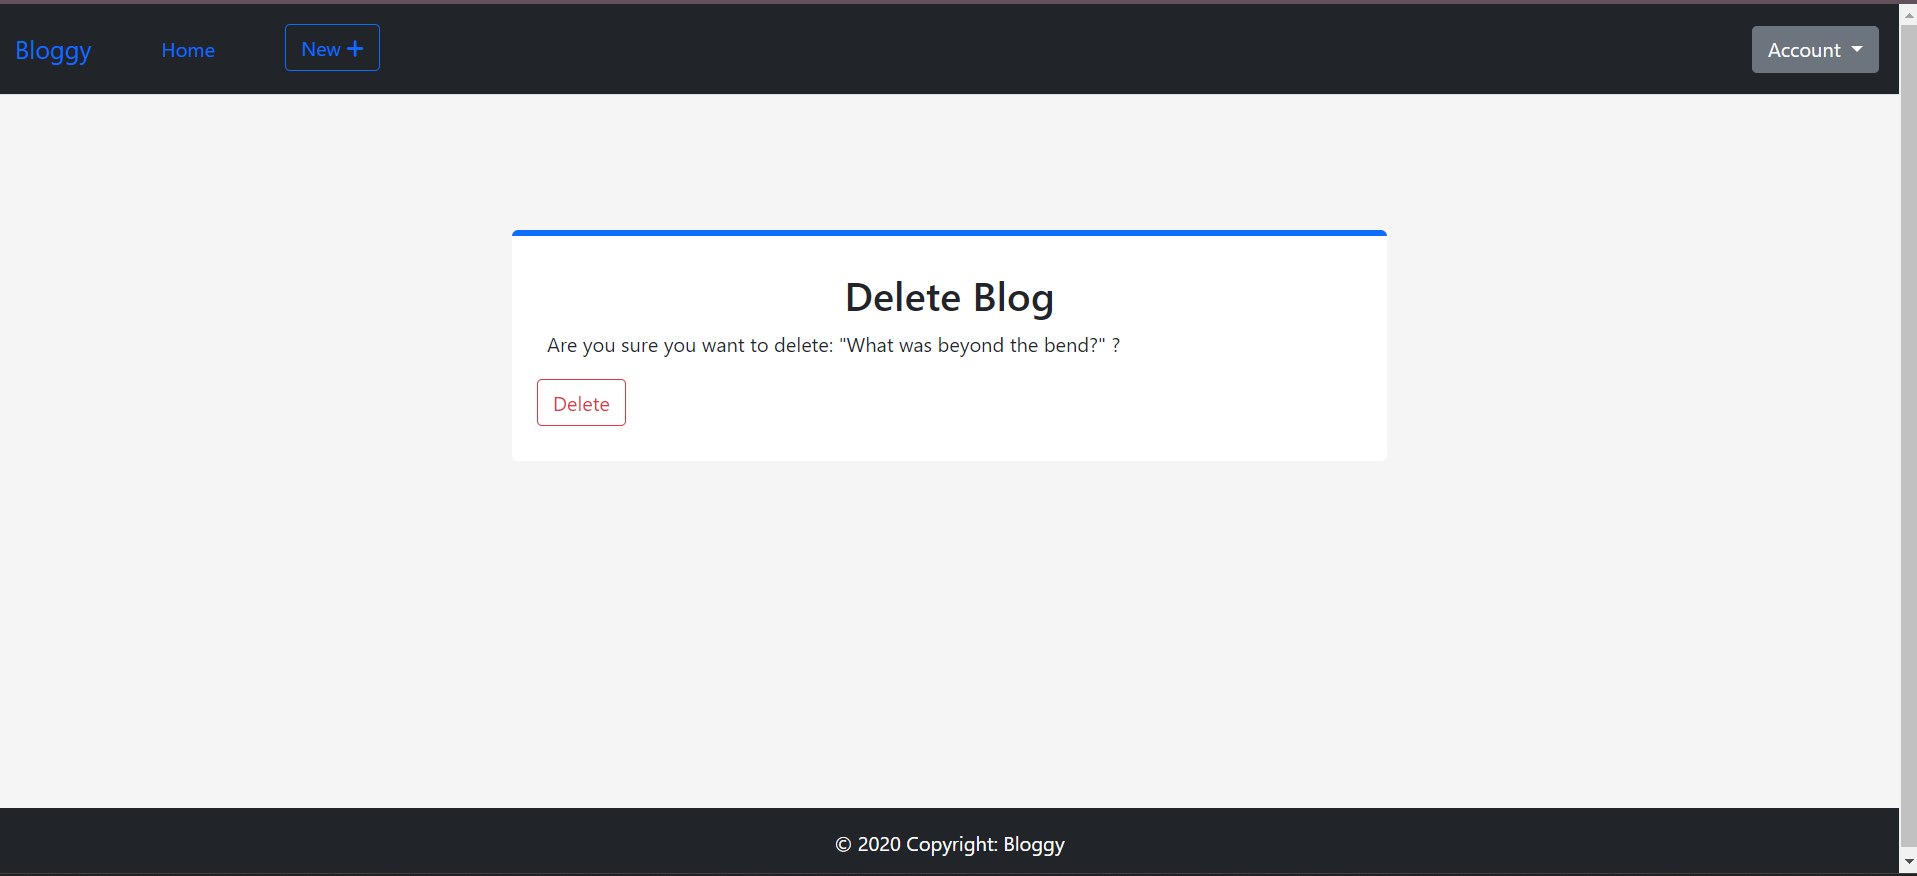 Bloggy
Home
New +
Account
Delete Blog
Are you sure you want to delete: "What was beyond the bend?" ?
Delete
© 2020 Copyright: Bloggy